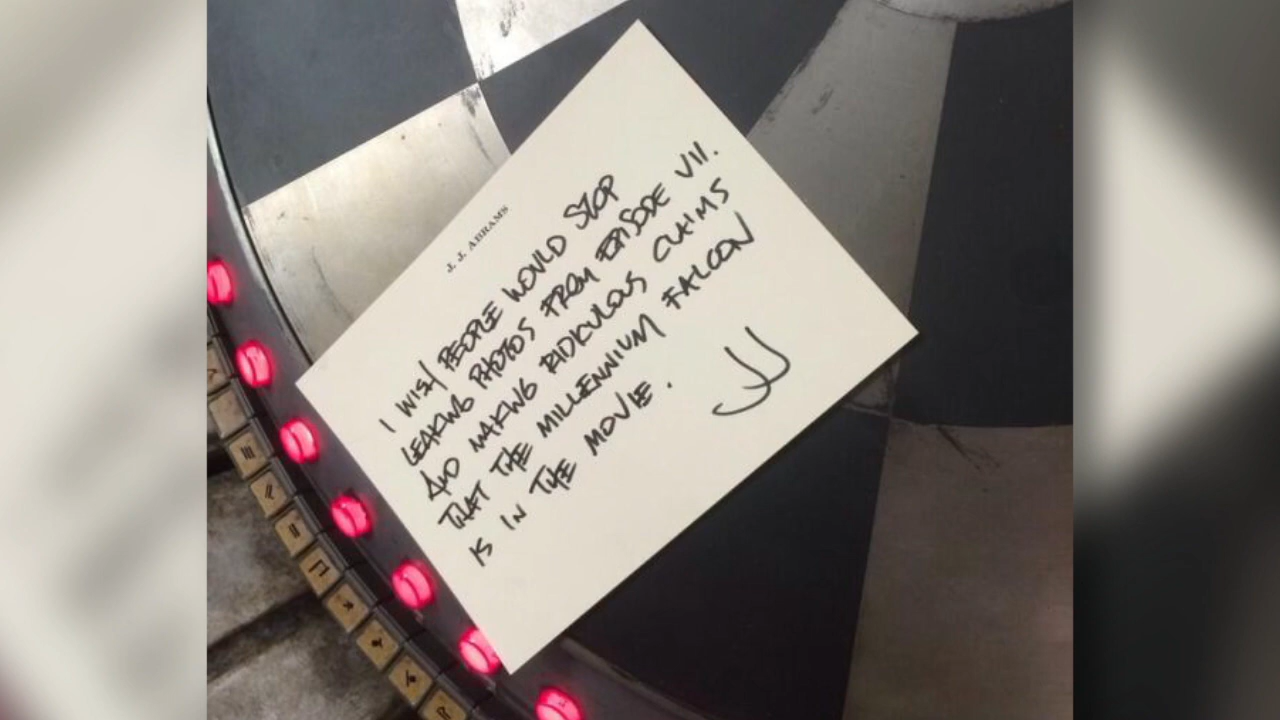 J. J. ABRAMS
I WISH PEOPLE WOULD STOP
LEAKING PHOTOS FROM EPISODE VII.
AND MAKING RIDICULOUS CLAIMS
THAT THE MILLENNIUM FALCON
IS IN THE MOVIE.
JJ